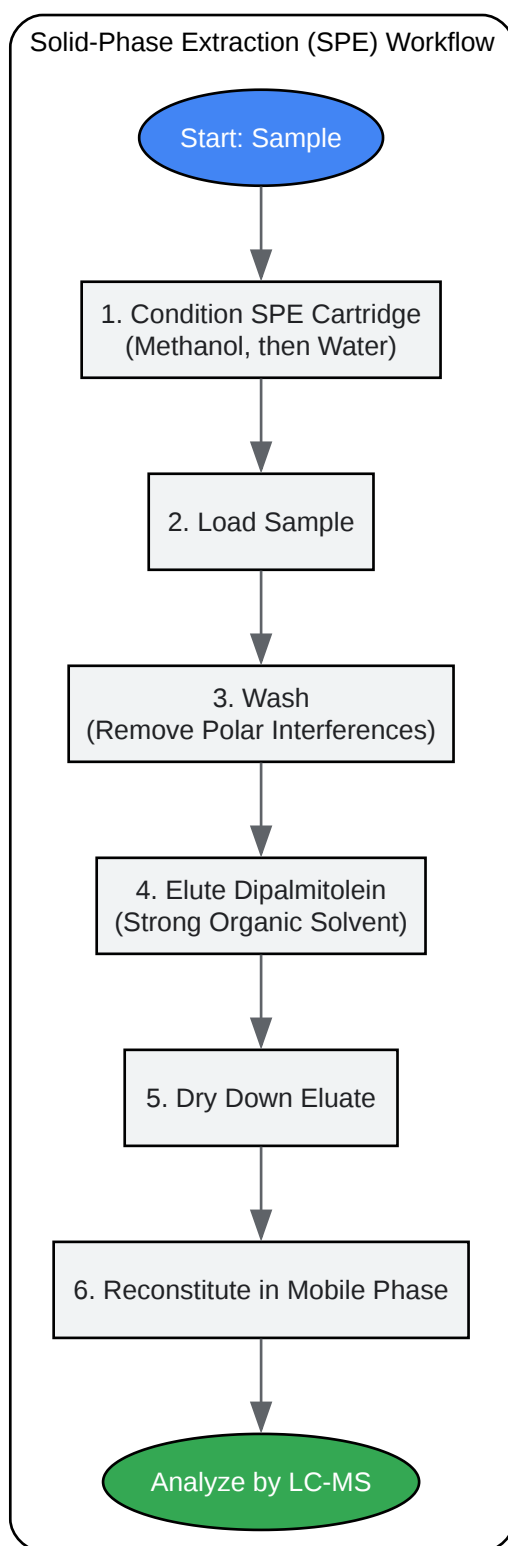 Solid-Phase Extraction (SPE) Workflow
Start: Sample
1. Condition SPE Cartridge
(Methanol, then Water)
2. Load Sample
3. Wash
(Remove Polar Interferences)
4. Elute Dipalmitolein
(Strong Organic Solvent)
5. Dry Down Eluate
6. Reconstitute in Mobile Phase
Analyze by LC-MS